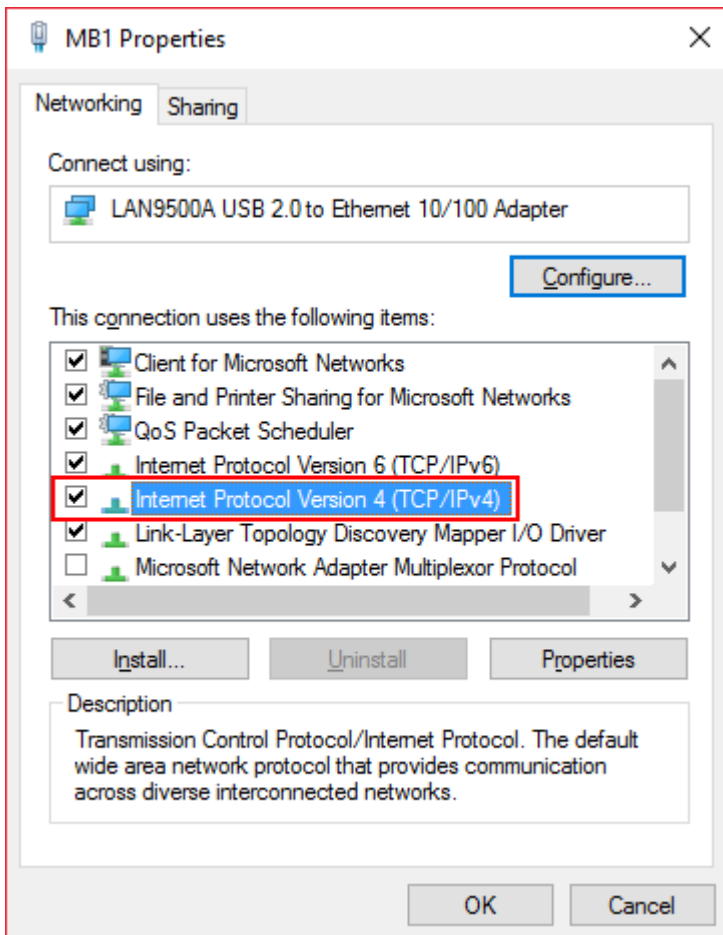 MB1 Properties
Networking
Sharing
Connect using:
LAN9500A USB 2.0 to Ethernet 10/100 Adapter
Configure...
This connection uses the following items:
Client for Microsoft Networks
File and Printer Sharing for Microsoft Networks
QoS Packet Scheduler
Internet Protocol Version 6 (TCP/IPv6)
Internet Protocol Version 4 (TCP/IPv4)
Link-Layer Topology Discovery Mapper I/O Driver
Microsoft Network Adapter Multiplexor Protocol
Install...
Uninstall
Properties
Description
Transmission Control Protocol/Internet Protocol. The default
wide area network protocol that provides communication
across diverse interconnected networks.
OK
Cancel